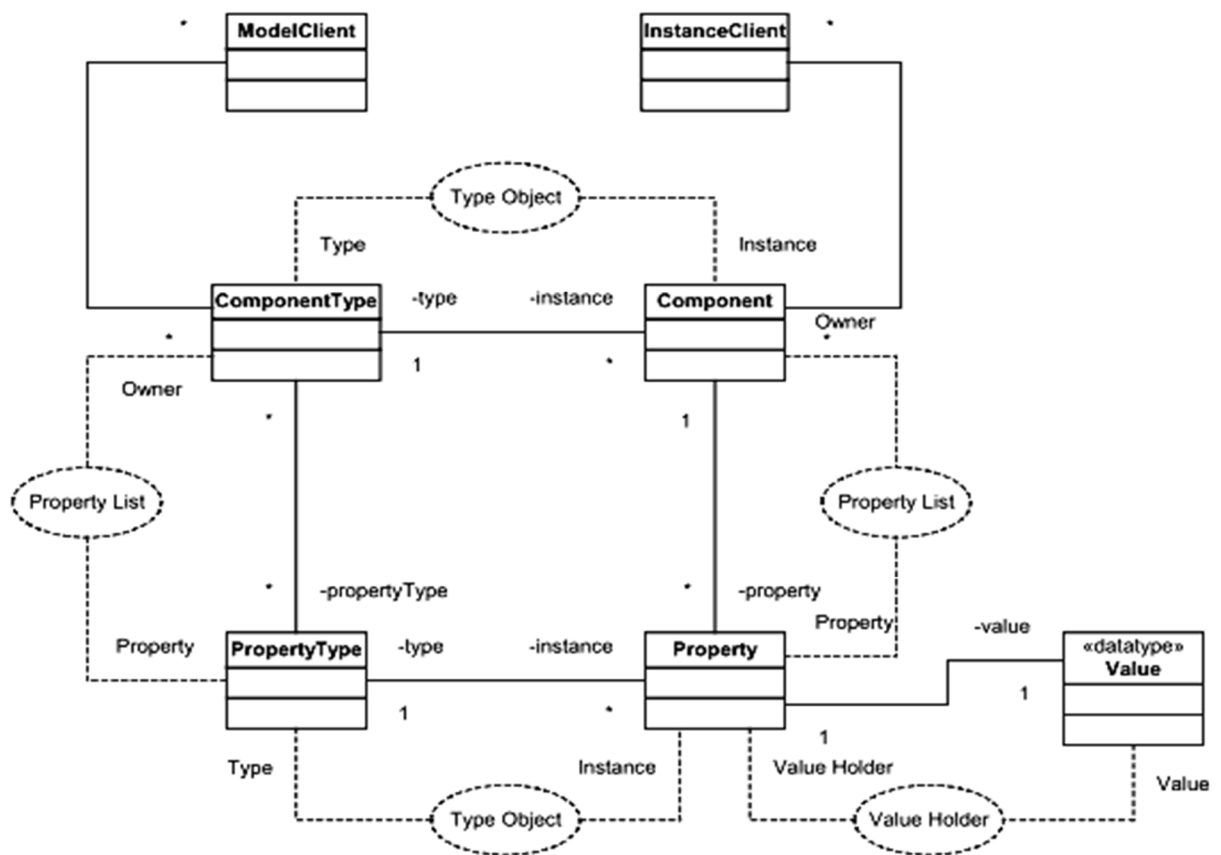 * ModelClient InstanceClient *
Type Object
Type Instance
ComponentType -type -instance Component
Owner
* 1 * *
Owner
* 1
Property List Property List
* -propertyType * -property
Property Property
PropertyType -type -instance Property -value «datatype»
Value
1 * 1 1
Type Instance Value Holder Value
Type Object Value Holder